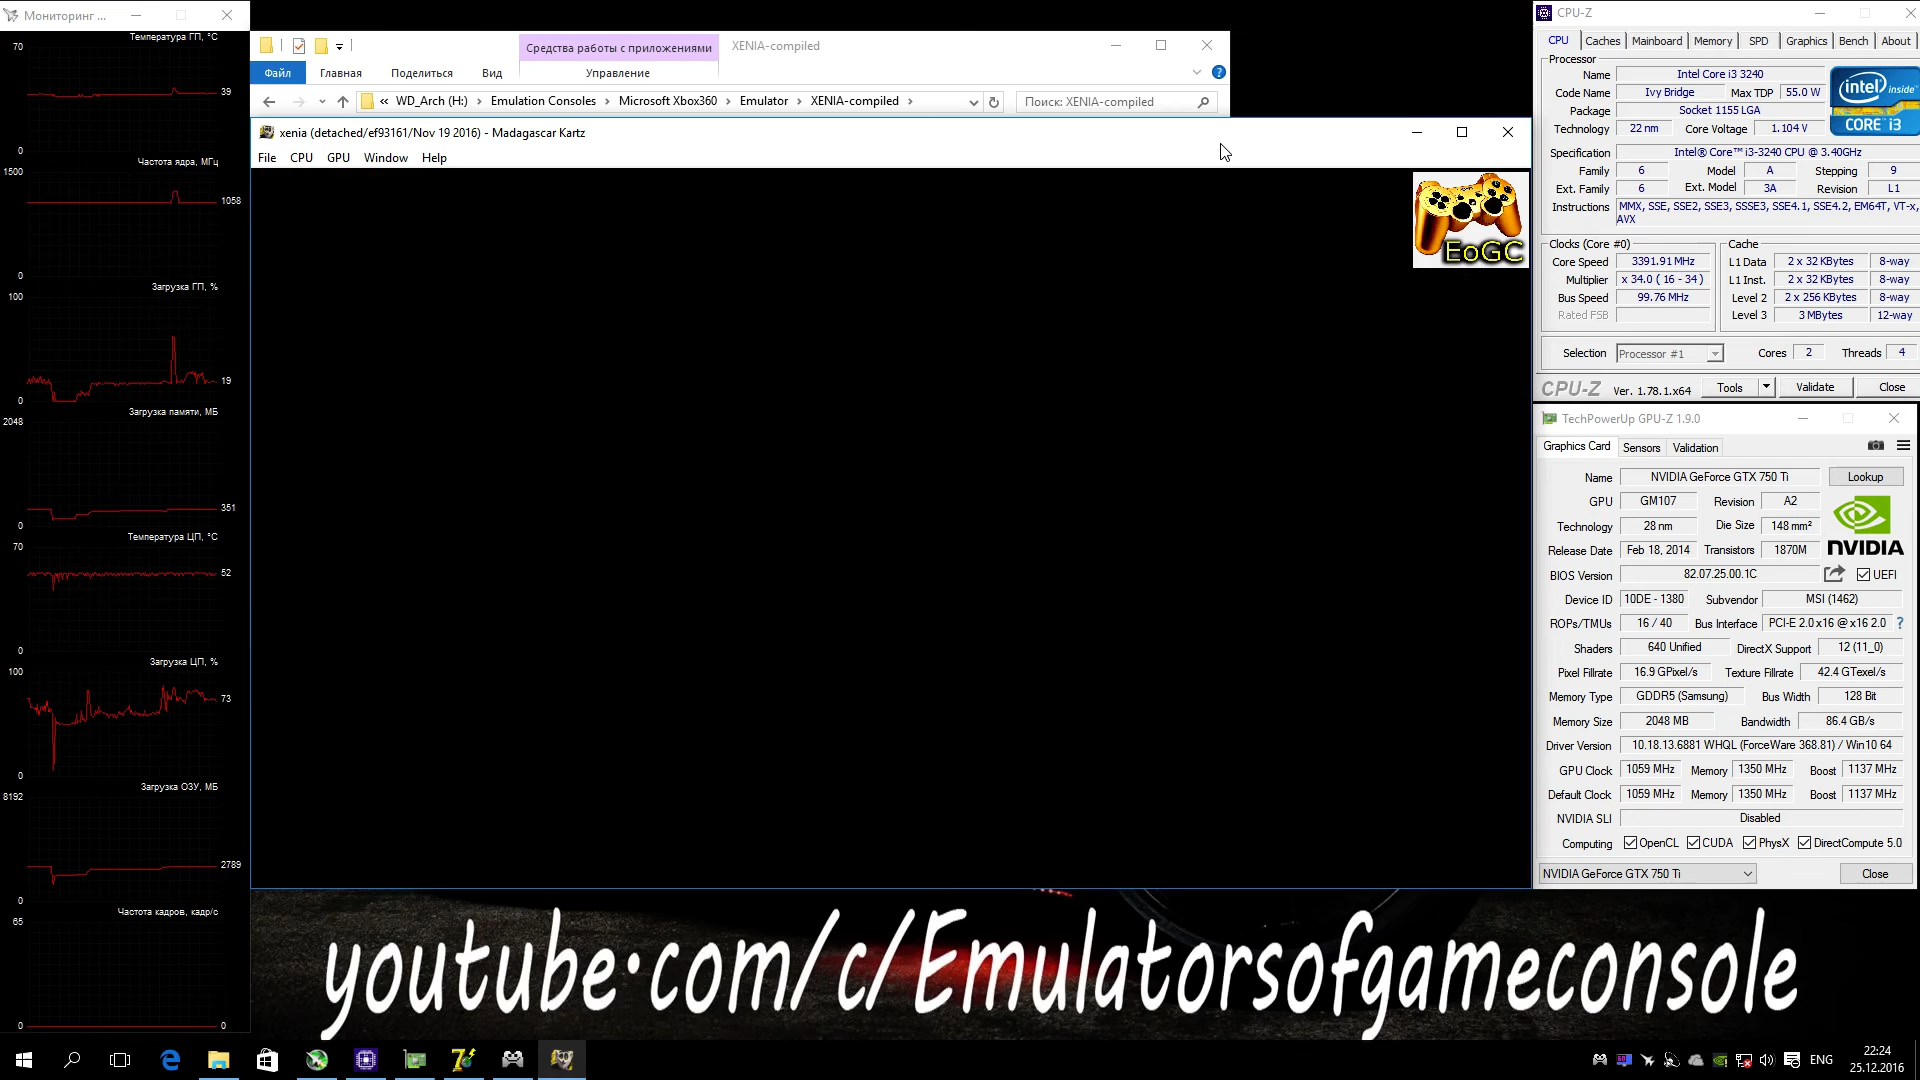 Мониторинг ...
Температура ГП, °C
70
39
0
Частота ядра, МГц
1500
1058
0
Загрузка ГП, %
100
19
0
Загрузка памяти, МБ
2048
351
0
Температура ЦП, °C
70
52
0
Загрузка ЦП, %
100
73
0
Загрузка ОЗУ, МБ
8192
2789
0
Частота кадров, кадр/с
65
0
0
Средства работы с приложениями
XENIA-compiled
Файл Главная Поделиться Вид Управление
« WD_Arch (H:) Emulation Consoles Microsoft Xbox360 Emulator XENIA-compiled
Поиск: XENIA-compiled
xenia (detached/ef93161/Nov 19 2016) - Madagascar Kartz
File CPU GPU Window Help
EoGC
CPU-Z
CPU Caches Mainboard Memory SPD Graphics Bench About
Processor
Name Intel Core i3 3240
Code Name Ivy Bridge Max TDP 55.0 W
Package Socket 1155 LGA
Technology 22 nm Core Voltage 1.104 V
intel inside
CORE i3
Specification Intel® Core™ i3-3240 CPU @ 3.40GHz
Family 6 Model A Stepping 9
Ext. Family 6 Ext. Model 3A Revision L1
Instructions MMX, SSE, SSE2, SSE3, SSSE3, SSE4.1, SSE4.2, EM64T, VT-x,
AVX
Clocks (Core #0)
Core Speed 3391.91 MHz
Multiplier x 34.0 ( 16 - 34 )
Bus Speed 99.76 MHz
Rated FSB
Cache
L1 Data 2 x 32 KBytes 8-way
L1 Inst. 2 x 32 KBytes 8-way
Level 2 2 x 256 KBytes 8-way
Level 3 3 MBytes 12-way
Selection Processor #1 Cores 2 Threads 4
CPU-Z Ver. 1.78.1.x64 Tools Validate Close
TechPowerUp GPU-Z 1.9.0
Graphics Card Sensors Validation
Name NVIDIA GeForce GTX 750 Ti Lookup
GPU GM107 Revision A2
Technology 28 nm Die Size 148 mm²
Release Date Feb 18, 2014 Transistors 1870M
NVIDIA
BIOS Version 82.07.25.00.1C UEFI
Device ID 10DE - 1380 Subvendor MSI (1462)
ROPs/TMUs 16 / 40 Bus Interface PCI-E 2.0 x16 @ x16 2.0 ?
Shaders 640 Unified DirectX Support 12 (11_0)
Pixel Fillrate 16.9 GPixel/s Texture Fillrate 42.4 GTexel/s
Memory Type GDDR5 (Samsung) Bus Width 128 Bit
Memory Size 2048 MB Bandwidth 86.4 GB/s
Driver Version 10.18.13.6881 WHQL (ForceWare 368.81) / Win10 64
GPU Clock 1059 MHz Memory 1350 MHz Boost 1137 MHz
Default Clock 1059 MHz Memory 1350 MHz Boost 1137 MHz
NVIDIA SLI Disabled
Computing OpenCL CUDA PhysX DirectCompute 5.0
NVIDIA GeForce GTX 750 Ti Close
youtube.com/c/Emulatorsofgameconsole
ENG
22:24
25.12.2016